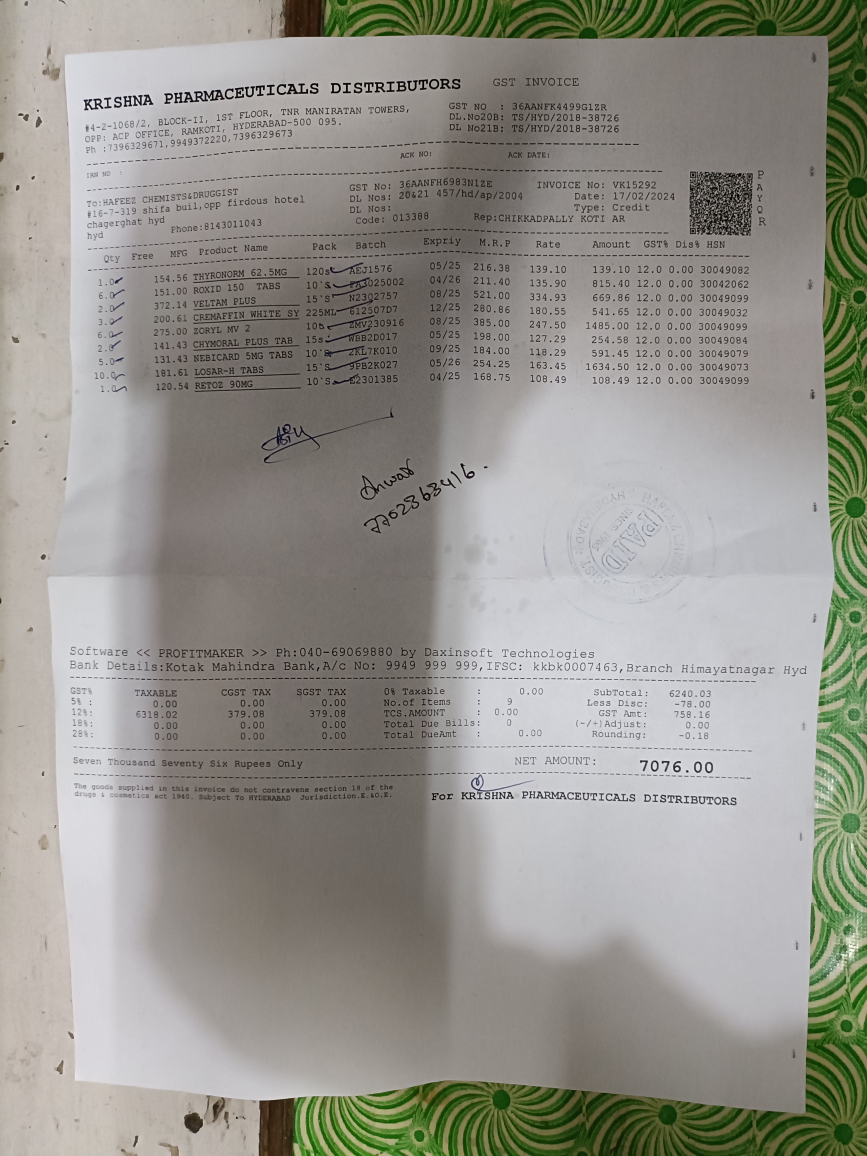 KRISHNA PHARMACEUTICALS DISTRIBUTORS GST INVOICE
#4-2-1068/2, BLOCK-II, 1ST FLOOR, TNR MANIRATAN TOWERS,
OPP: ACP OFFICE, RAMKOTI, HYDERABAD-500 095.
Ph :7396329671,9949372220,7396329673
GST NO : 36AANFK4499G1ZR
DL.No20B: TS/HYD/2018-38726
DL.No21B: TS/HYD/2018-38726
IRN NO : ACK NO: ACK DATE:
To:HAFEEZ CHEMISTS&DRUGGIST
#16-7-319 shifa buil,opp firdous hotel
chagerghat hyd
hyd Phone:8143011043
GST No: 36AANFH6983N1ZE
DL Nos: 20&21 457/hd/ap/2004
DL Nos:
Code: 013388
INVOICE No: VK15292
Date: 17/02/2024
Type: Credit
Rep:CHIKKADPALLY KOTI AR
P
A
Y
Q
R
Qty Free MFG Product Name Pack Batch Expriy M.R.P Rate Amount GST% Dis% HSN
1.0 154.56 THYRONORM 62.5MG 120s AEJ1576 05/25 216.38 139.10 139.10 12.0 0.00 30049082
6.0 151.00 ROXID 150 TABS 10'S 04/26 211.40 135.90 815.40 12.0 0.00 30042062
2.0 372.14 VELTAM PLUS 15'S N2302757 08/25 521.00 334.93 669.86 12.0 0.00 30049099
3.0 200.61 CREMAFFIN WHITE SY 225ML 612507D7 12/25 280.86 180.55 541.65 12.0 0.00 30049032
6.0 275.00 ZORYL MV 2 10s ZMV230916 08/25 385.00 247.50 1485.00 12.0 0.00 30049099
2.0 141.43 CHYMORAL PLUS TAB 15s WBB2D017 05/25 198.00 127.29 254.58 12.0 0.00 30049084
5.0 131.43 NEBICARD 5MG TABS 10's 2KL7K010 09/25 184.00 118.29 591.45 12.0 0.00 30049079
10.0 181.61 LOSAR-H TABS 15'S 9PB2K027 05/26 254.25 163.45 1634.50 12.0 0.00 30049073
1.0 120.54 RETOZ 90MG 10'S E2301385 04/25 168.75 108.49 108.49 12.0 0.00 30049099
Anwar
7702363416.
PAID
Software << PROFITMAKER >> Ph:040-69069880 by Daxinsoft Technologies
Bank Details:Kotak Mahindra Bank,A/c No: 9949 999 999,IFSC: kkbk0007463,Branch Himayatnagar Hyd
GST% TAXABLE CGST TAX SGST TAX 0% Taxable : 0.00 SubTotal: 6240.03
5% : 0.00 0.00 0.00 No.of Items : 9 Less Disc: -78.00
12%: 6318.02 379.08 379.08 TCS.AMOUNT : 0.00 GST Amt: 758.16
18%: 0.00 0.00 0.00 Total Due Bills: 0 (-/+)Adjust: 0.00
28%: 0.00 0.00 0.00 Total DueAmt : 0.00 Rounding: -0.18
Seven Thousand Seventy Six Rupees Only NET AMOUNT: 7076.00
The goods supplied in this invoice do not contravene section 18 of the
drugs & cosmetics act 1940. Subject To HYDERABAD Jurisdiction.E.&O.E.
For KRISHNA PHARMACEUTICALS DISTRIBUTORS